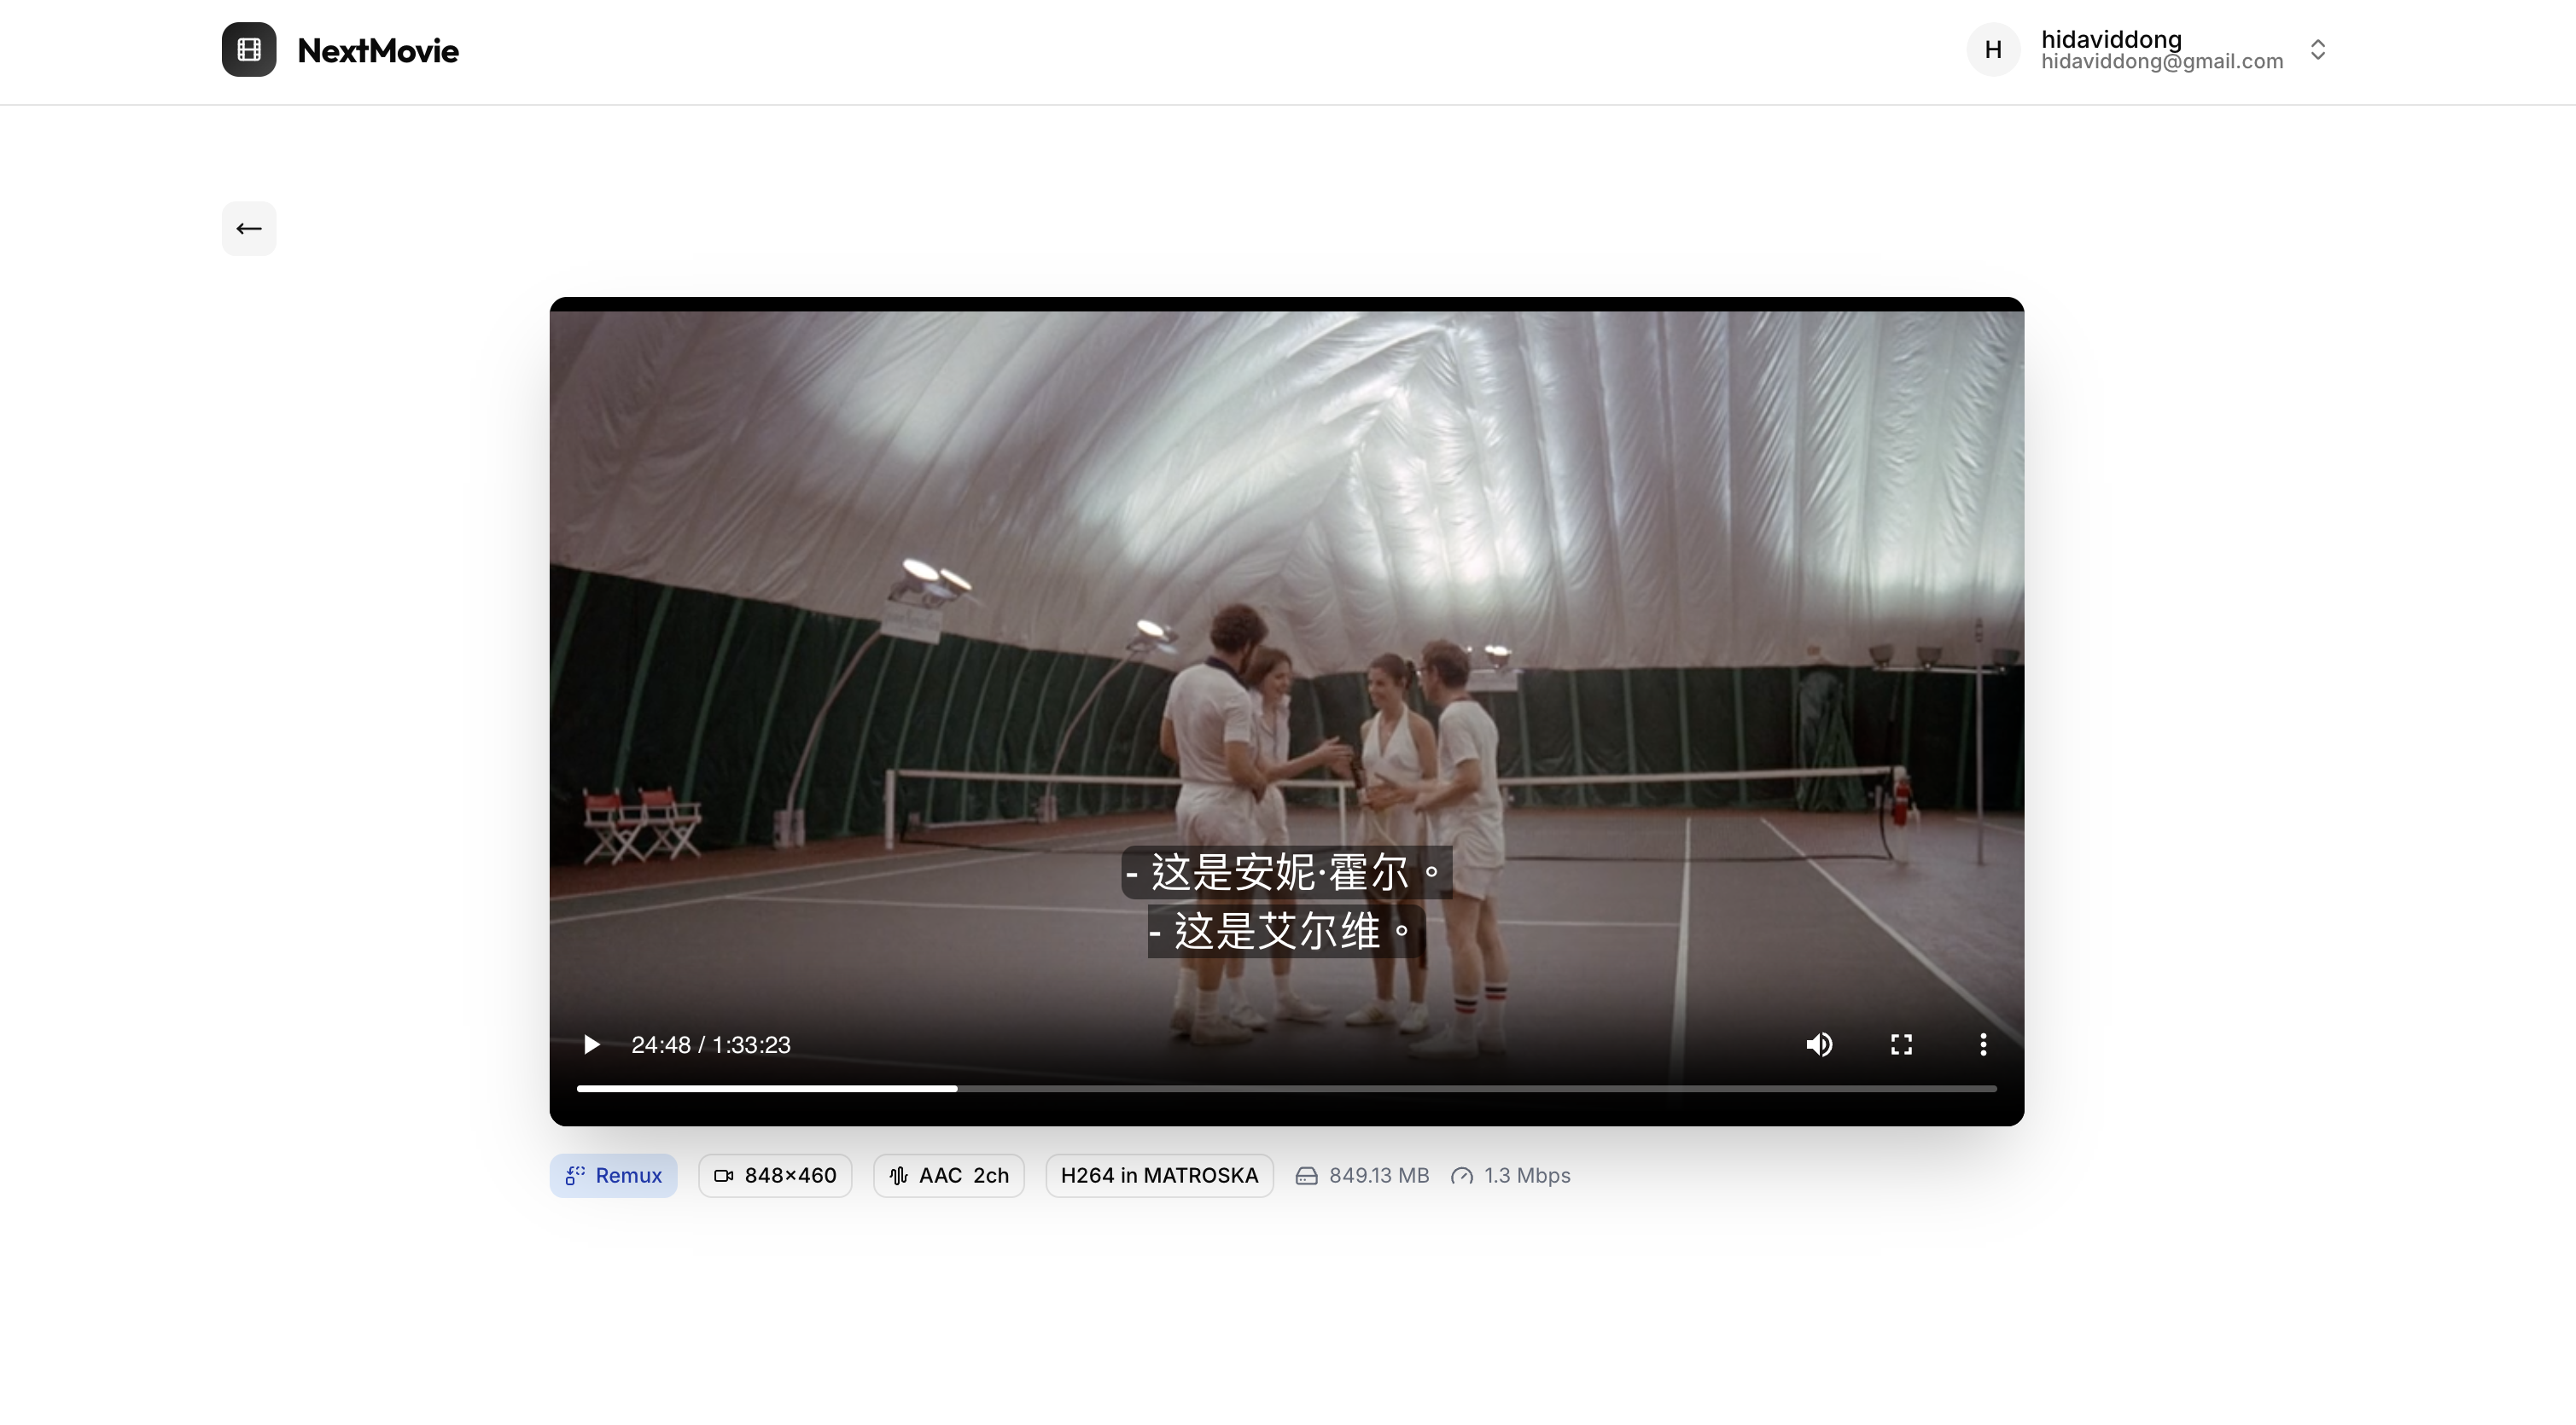 NextMovie
H
hidaviddong
hidaviddong@gmail.com
- 这是安妮·霍尔。
- 这是艾尔维。
24:48 / 1:33:23
Remux
848×460
AAC 2ch
H264 in MATROSKA
849.13 MB
1.3 Mbps